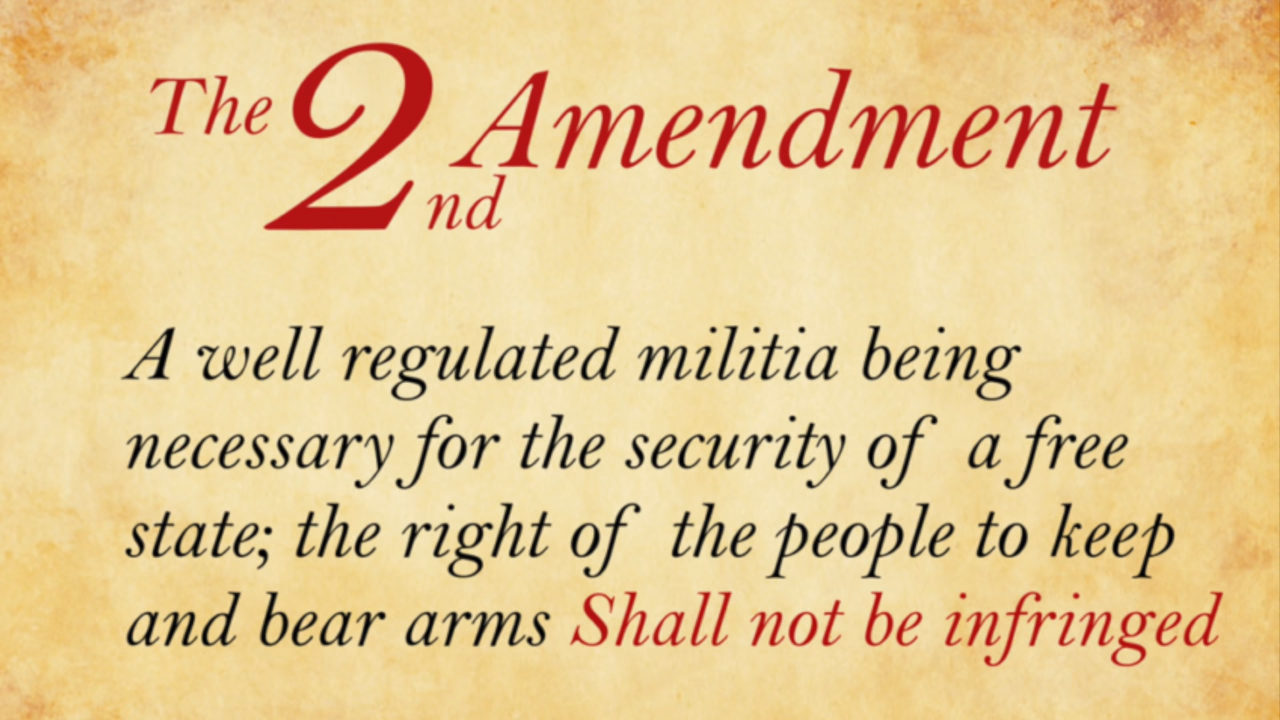 The 2nd Amendment
A well regulated militia being
necessary for the security of a free
state; the right of the people to keep
and bear arms Shall not be infringed